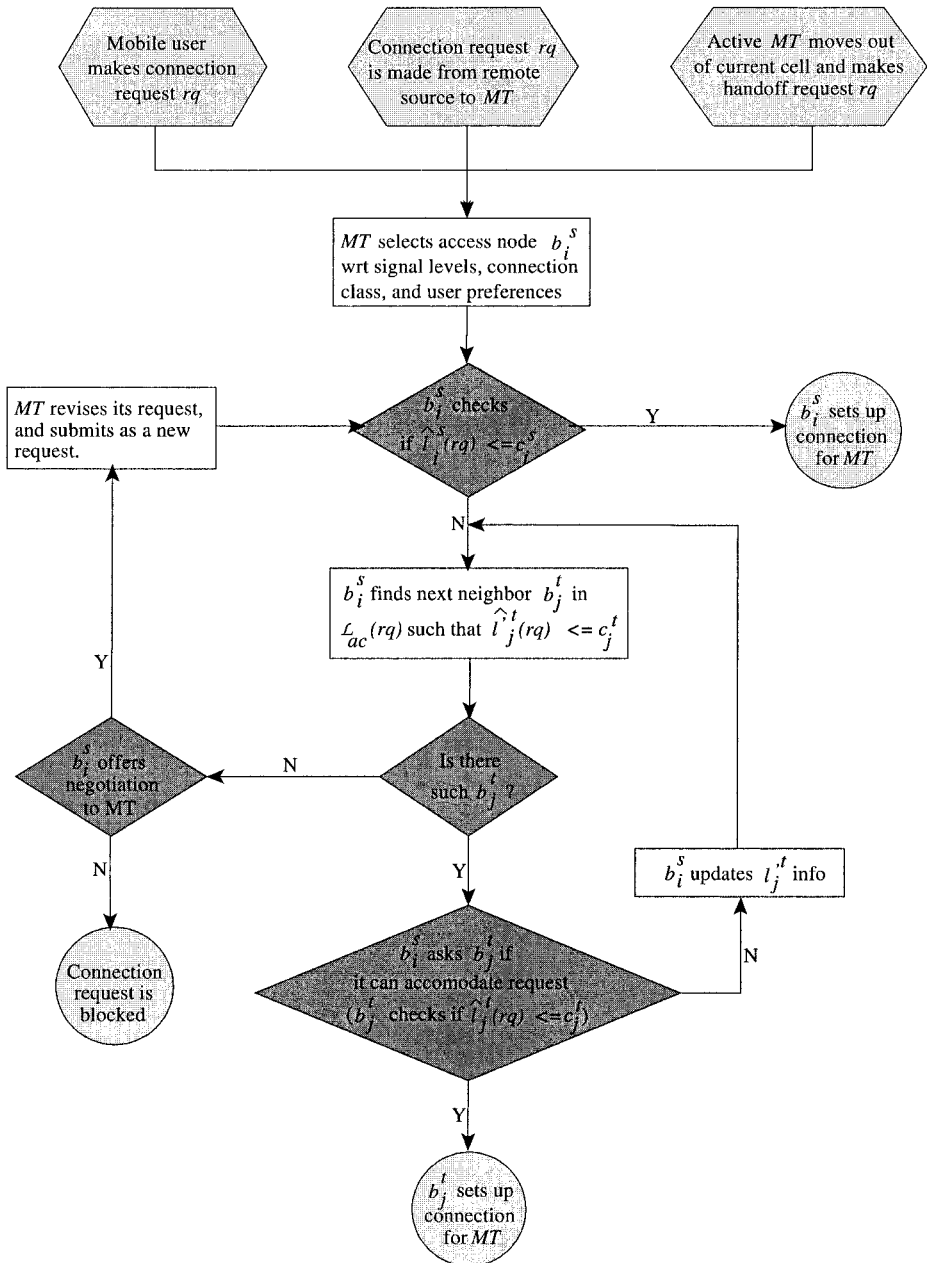 Mobile user
makes connection
request rq
Connection request rq
is made from remote
source to MT
Active MT moves out
of current cell and makes
handoff request rq
MT selects access node b_i^s
wrt signal levels, connection
class, and user preferences
MT revises its request,
and submits as a new
request.
b_i^s checks
if l̂_i^s(rq) <=c_i^s
Y
b_i^s sets up
connection
for MT
N
b_i^s finds next neighbor b_j^t in
ℒ_ac(rq) such that l̂'_j^t(rq) <= c_j^t
Y
b_i^s offers
negotiation
to MT
N
Is there
such b_j^t ?
N
Y
b_i^s updates l'_j^t info
Connection
request is
blocked
b_i^s asks b_j^t if
it can accomodate request
(b_j^t checks if l̂_j^t(rq) <=c_j^t)
N
Y
b_j^t sets up
connection
for MT